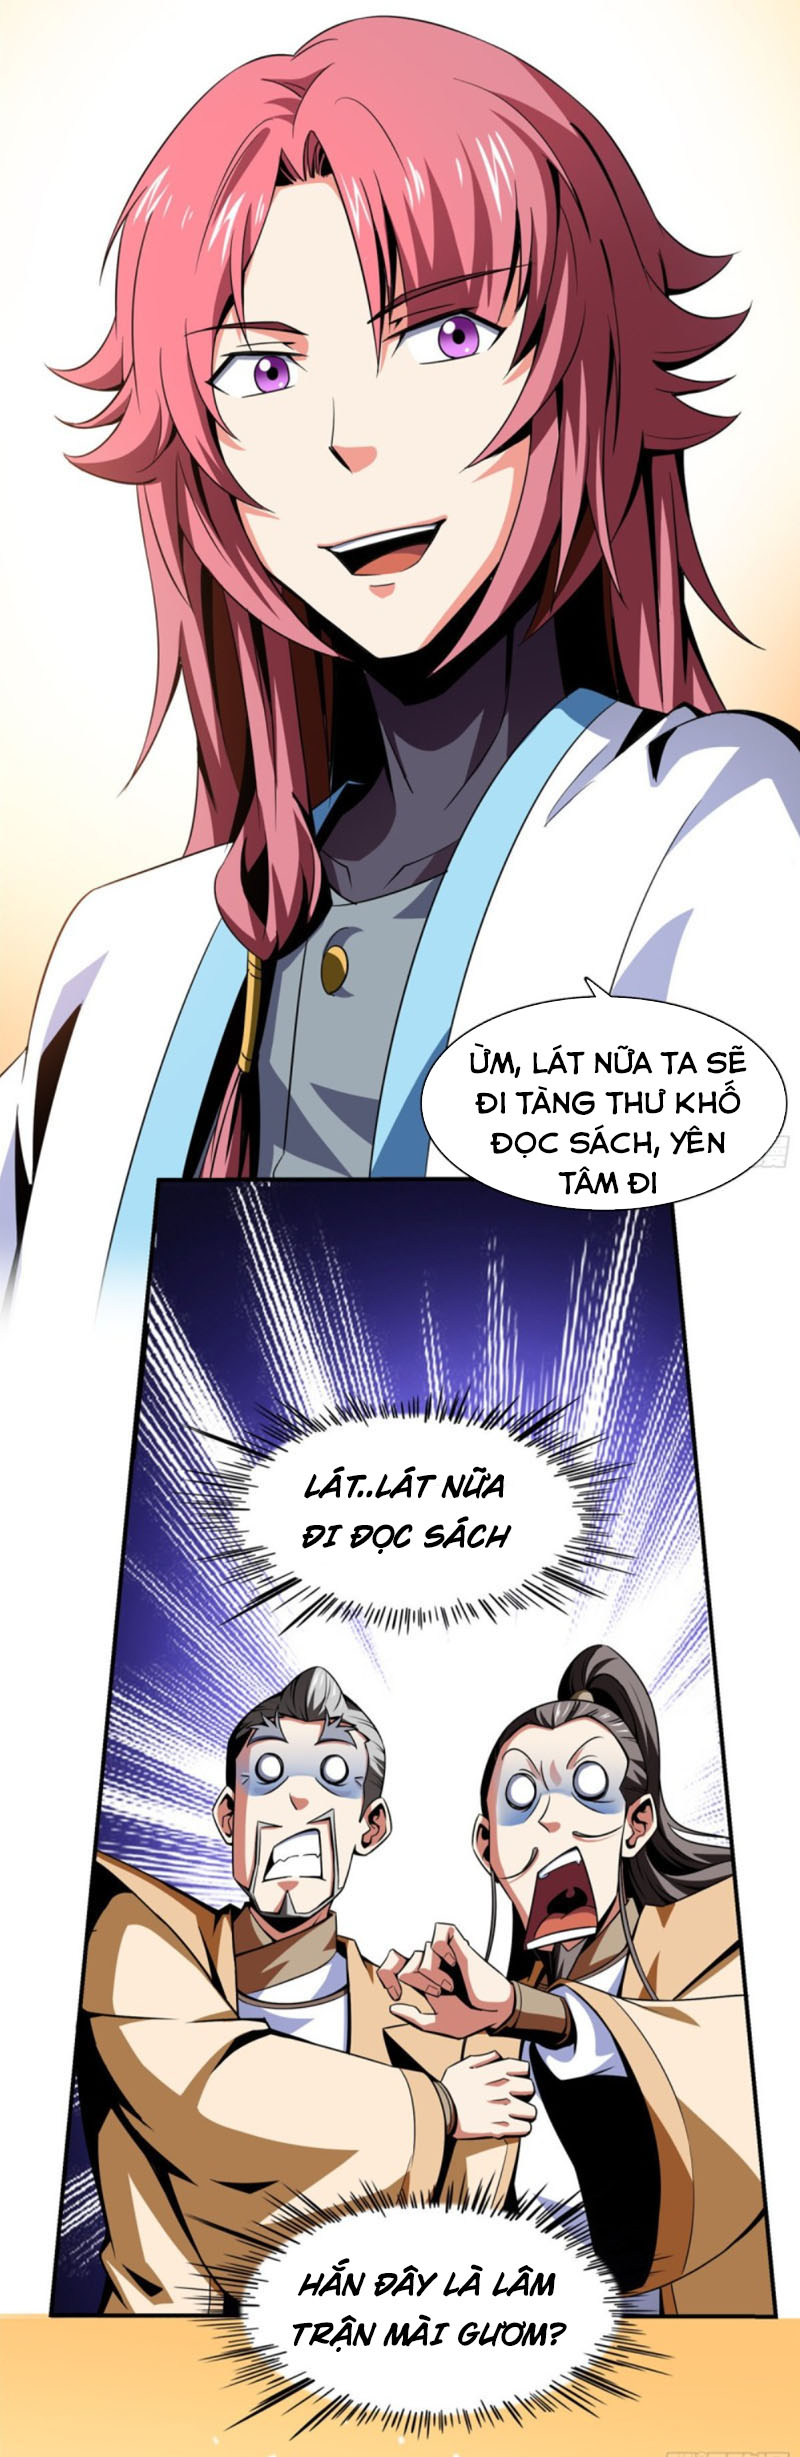 ỪM, LÁT NỮA TA SẼ
ĐI TÀNG THƯ KHỐ
ĐỌC SÁCH, YÊN
TÂM ĐI
LÁT..LÁT NỮA
ĐI ĐỌC SÁCH
HẮN ĐÂY LÀ LÂM
TRẬN MÀI GƯƠM?